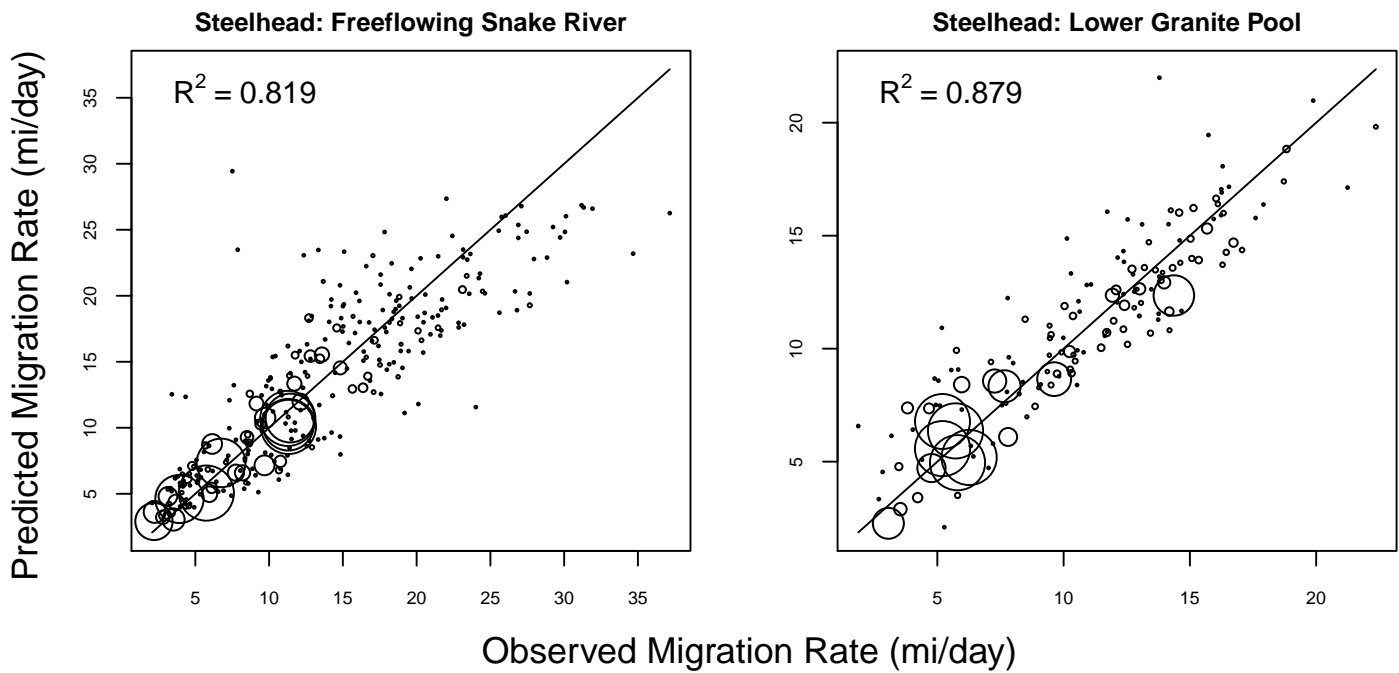 Steelhead: Freeflowing Snake River
Steelhead: Lower Granite Pool
Predicted Migration Rate (mi/day)
R² = 0.819
35
30
25
20
15
10
5
5 10 15 20 25 30 35
R² = 0.879
20
15
10
5
5 10 15 20
Observed Migration Rate (mi/day)